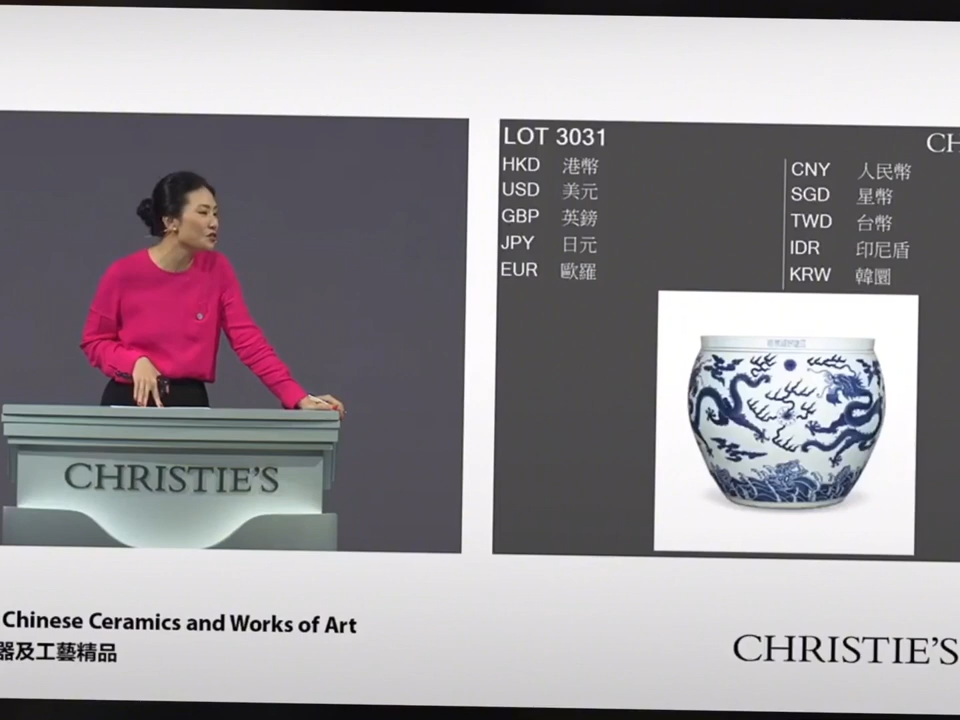 CHRISTIE'S
LOT 3031
CH
HKD 港幣
USD 美元
GBP 英鎊
JPY 日元
EUR 歐羅
CNY 人民幣
SGD 星幣
TWD 台幣
IDR 印尼盾
KRW 韓圜
Chinese Ceramics and Works of Art
器及工藝精品
CHRISTIE'S